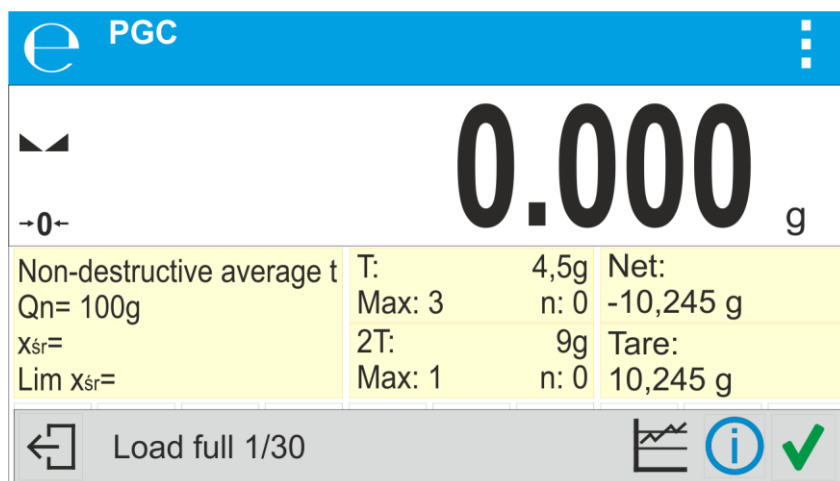 e PGC
0.000 g
→0←
Non-destructive average t
Qn= 100g
xśr=
Lim xśr=
T: 4,5g
Max: 3 n: 0
2T: 9g
Max: 1 n: 0
Net:
-10,245 g
Tare:
10,245 g
Load full 1/30
i